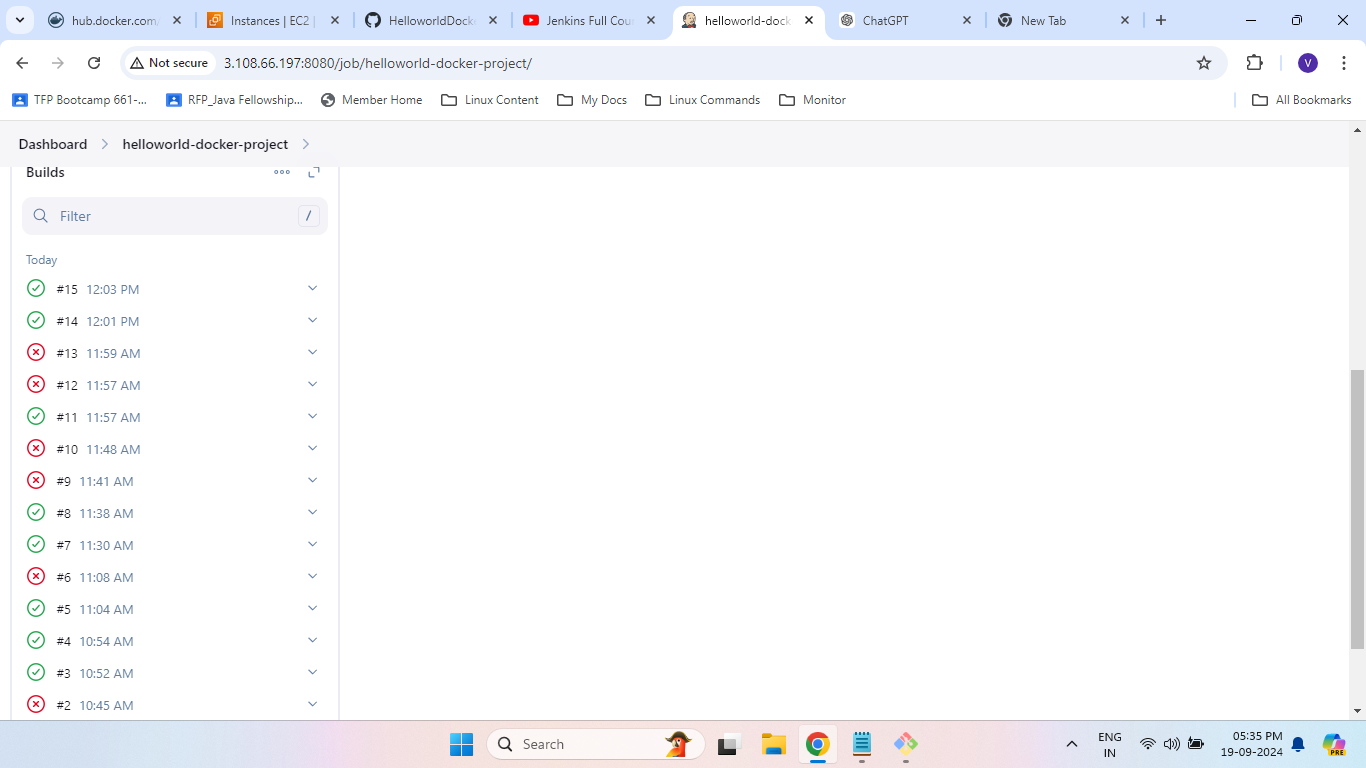 hub.docker.com/
Instances | EC2 |
HelloworldDock
Jenkins Full Cou
helloworld-dock
ChatGPT
New Tab
Not secure
3.108.66.197:8080/job/helloworld-docker-project/
V
TFP Bootcamp 661-...
RFP_Java Fellowship...
Member Home
Linux Content
My Docs
Linux Commands
Monitor
All Bookmarks
Dashboard
helloworld-docker-project
Builds
Filter
/
Today
#15 12:03 PM
#14 12:01 PM
#13 11:59 AM
#12 11:57 AM
#11 11:57 AM
#10 11:48 AM
#9 11:41 AM
#8 11:38 AM
#7 11:30 AM
#6 11:08 AM
#5 11:04 AM
#4 10:54 AM
#3 10:52 AM
#2 10:45 AM
Search
ENG
IN
05:35 PM
19-09-2024
PRE